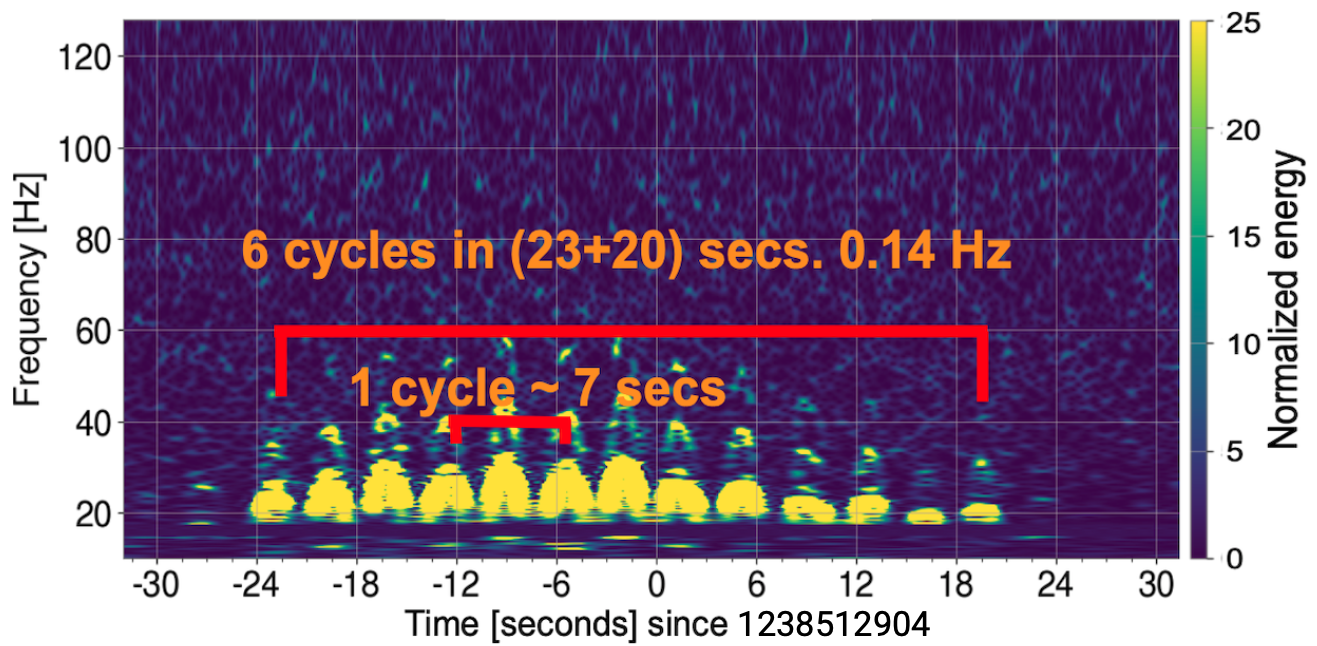 25
120
20
100
Frequency [Hz]
80
6 cycles in (23+20) secs. 0.14 Hz
15
Normalized energy
60
10
1 cycle ~ 7 secs
40
5
20
0
-30 -24 -18 -12 -6 0 6 12 18 24 30
Time [seconds] since 1238512904